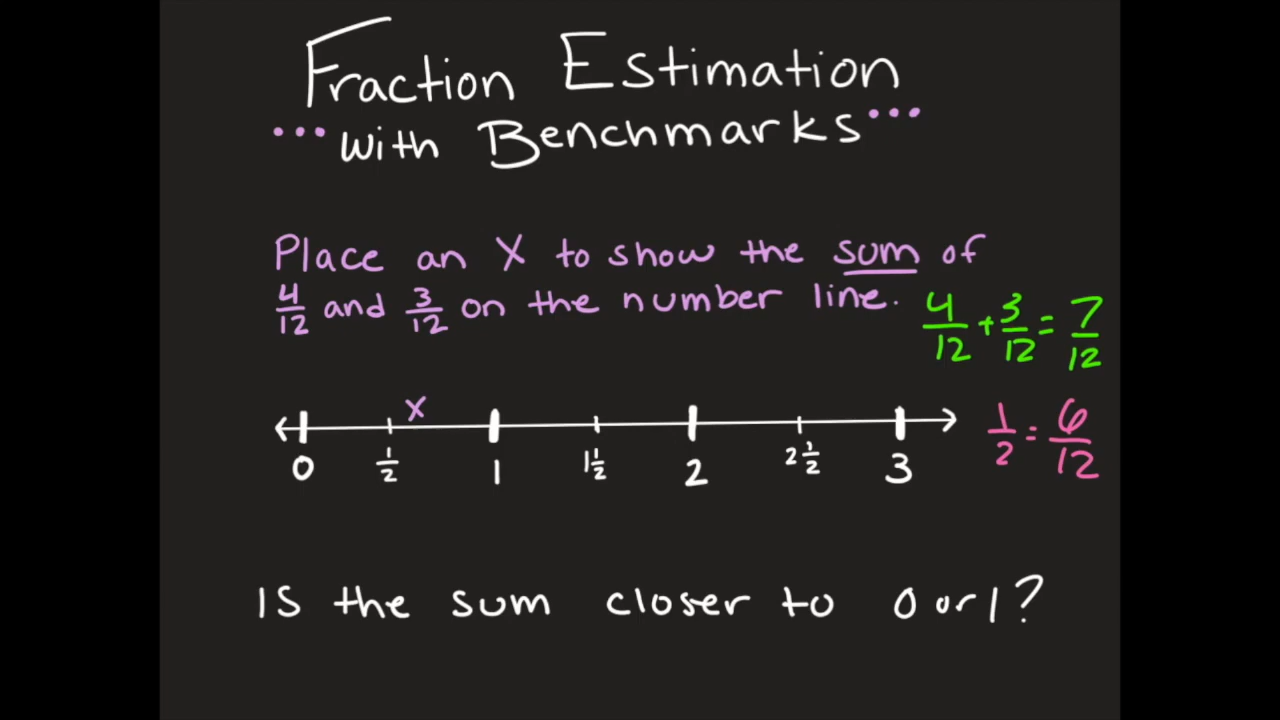 Fraction Estimation
...with Benchmarks...
Place an X to show the sum of
4/12 and 3/12 on the number line.
4/12 + 3/12 = 7/12
X
0 1/2 1 1 1/2 2 2 1/2 3
1/2 = 6/12
Is the sum closer to 0 or 1?